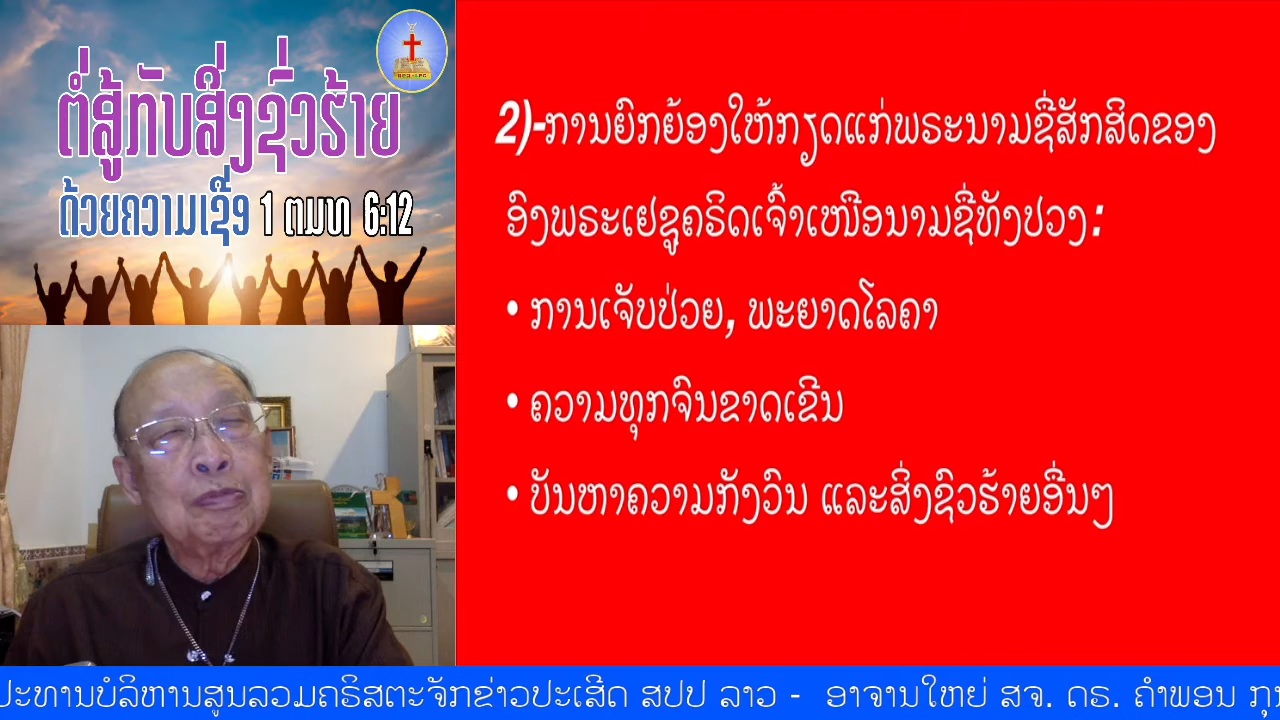 ຕໍ່ສູ້ກັບສິ່ງຊົ່ວຮ້າຍ
ດ້ວຍຄວາມເຊື່ອ 1 ຕມທ 6:12
2)-ການຍົກຍ້ອງໃຫ້ກຽດແກ່ພຣະນາມຊື່ສັກສິດຂອງ
ອົງພຣະເຢຊູຄຣິດເຈົ້າເໜືອນາມຊື່ທັງປວງ:
• ການເຈັບປ່ວຍ, ພະຍາດໂລຄາ
• ຄວາມທຸກຈົນຂາດເຂີນ
• ບັນຫາຄວາມກັງວົນ ແລະສິ່ງຊົວຮ້າຍອື່ນໆ
ປະທານບໍລິຫານສູນລວມຄຣິສຕະຈັກຂ່າວປະເສີດ ສປປ ລາວ - ອາຈານໃຫຍ່ ສຈ. ດຣ. ຄຳພອນ